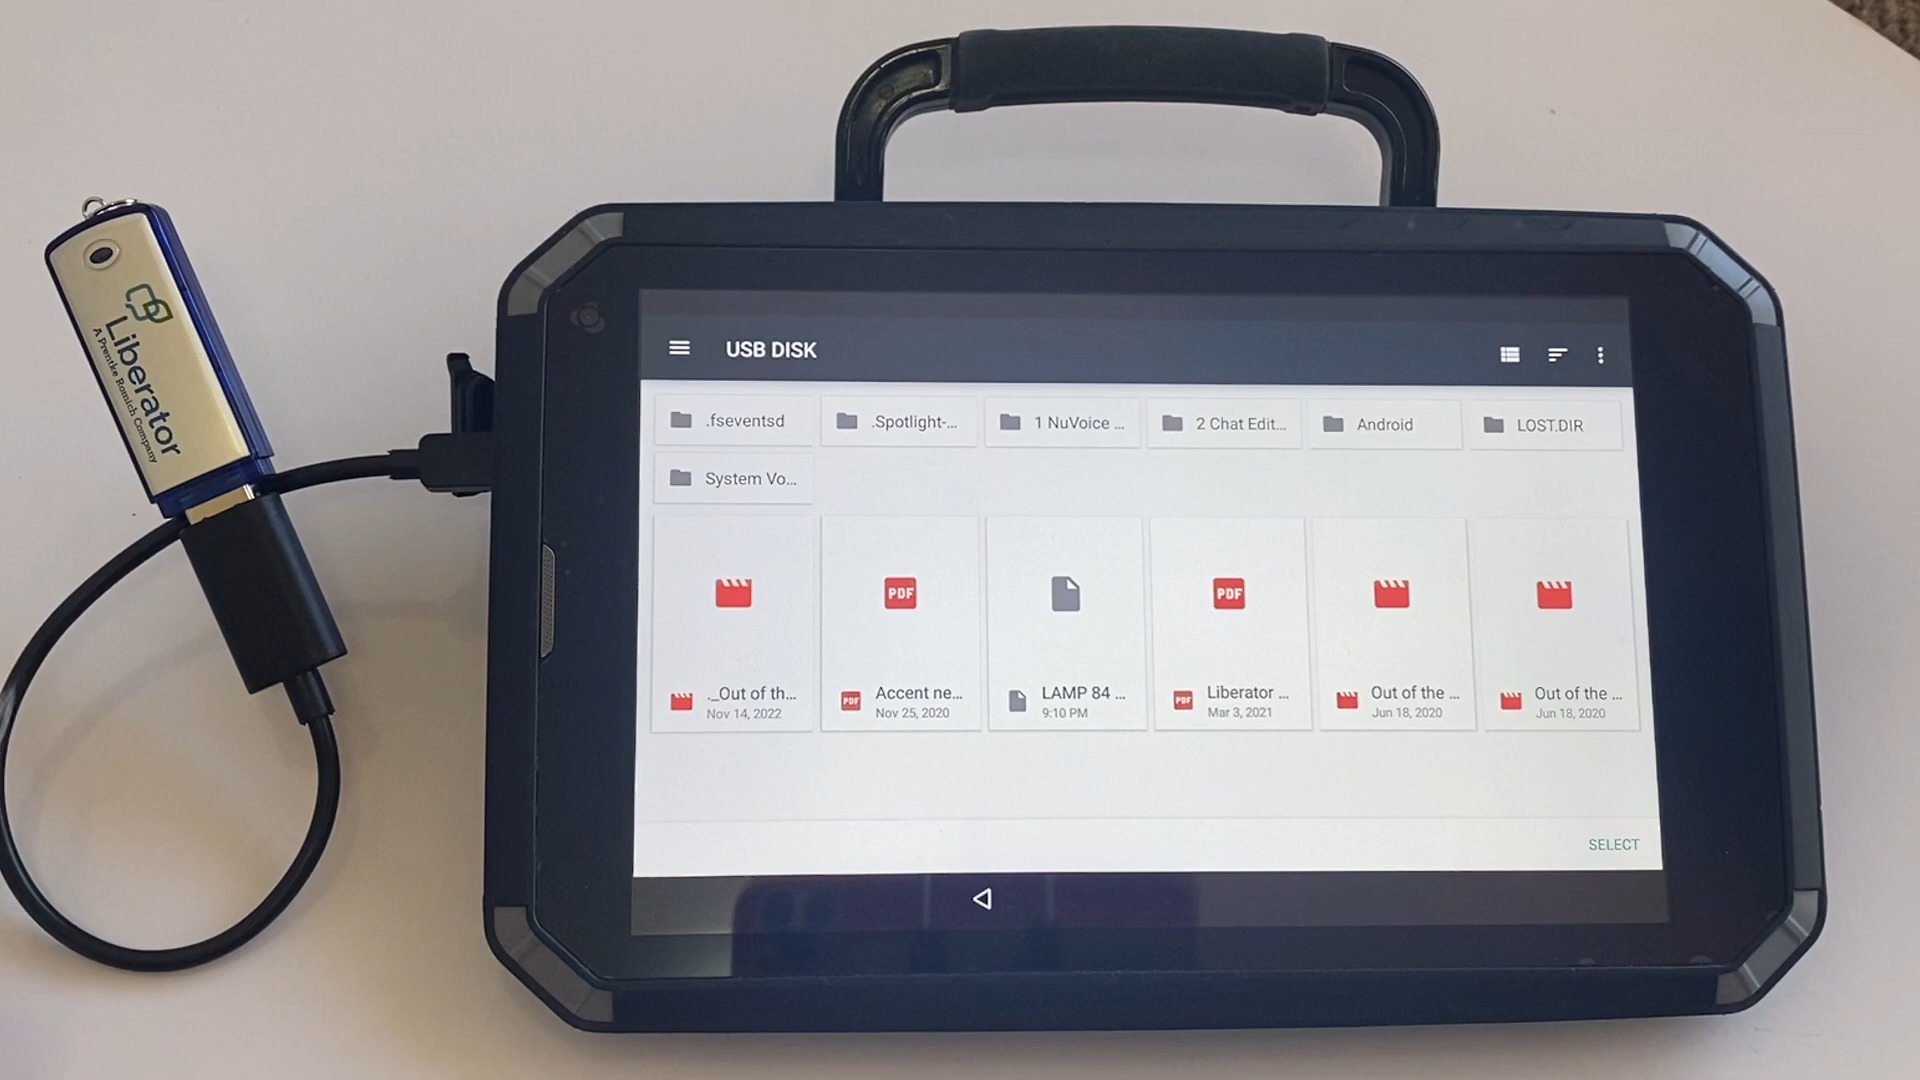 Liberator
A Prentke Romich Company
USB DISK
.fseventsd
.Spotlight-...
1 NuVoice ...
2 Chat Edit...
Android
LOST.DIR
System Vo...
PDF
PDF
._Out of th...
Nov 14, 2022
PDF
Accent ne...
Nov 25, 2020
LAMP 84 ...
9:10 PM
PDF
Liberator ...
Mar 3, 2021
Out of the ...
Jun 18, 2020
Out of the ...
Jun 18, 2020
SELECT